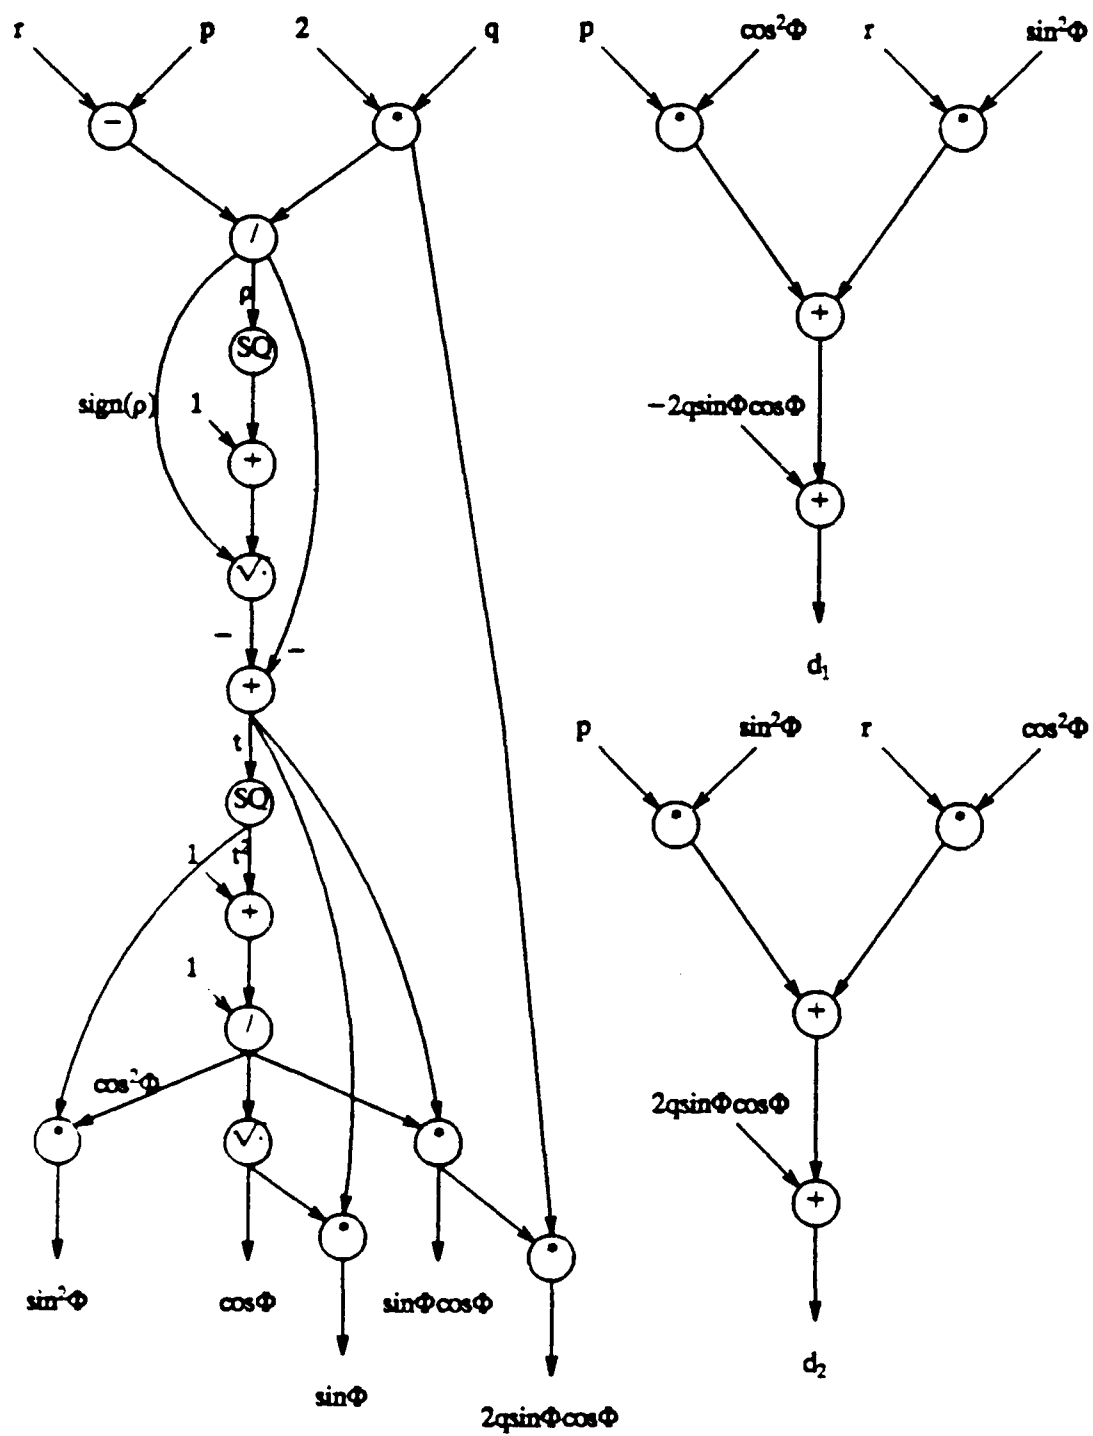 r p 2 q p cos²Φ r sin²Φ
− • • •
/
ρ
SQ
+
sign(ρ) 1
−2qsinΦcosΦ
+
+
√.
− −
d₁
+
p sin²Φ r cos²Φ
t
SQ
• •
1 t²
+
1
/
+
cos²Φ
2qsinΦcosΦ
• √. •
+
• •
sin²Φ cosΦ sinΦcosΦ
d₂
sinΦ
2qsinΦcosΦ